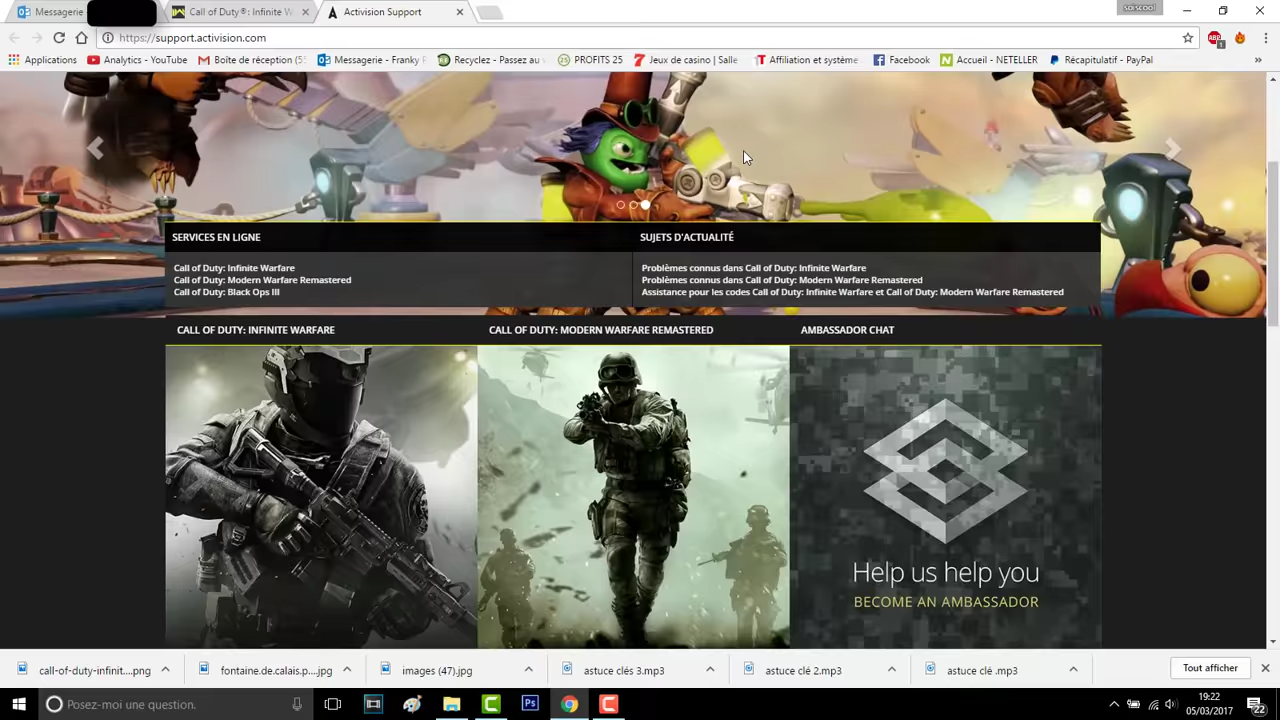 Messagerie
Call of Duty®: Infinite W
Activision Support
soiscool
https://support.activision.com
Applications
Analytics - YouTube
Boîte de réception (5
Messagerie - Franky F
Recyclez - Passez au v
PROFITS 25
Jeux de casino | Salle
Affiliation et système
Facebook
Accueil - NETELLER
Récapitulatif - PayPal
SERVICES EN LIGNE
SUJETS D'ACTUALITÉ
Call of Duty: Infinite Warfare
Problèmes connus dans Call of Duty: Infinite Warfare
Call of Duty: Modern Warfare Remastered
Problèmes connus dans Call of Duty: Modern Warfare Remastered
Call of Duty: Black Ops III
Assistance pour les codes Call of Duty: Infinite Warfare et Call of Duty: Modern Warfare Remastered
CALL OF DUTY: INFINITE WARFARE
CALL OF DUTY: MODERN WARFARE REMASTERED
AMBASSADOR CHAT
Help us help you
BECOME AN AMBASSADOR
call-of-duty-infinit....png
fontaine.de.calais.p....jpg
images (47).jpg
astuce clés 3.mp3
astuce clé 2.mp3
astuce clé .mp3
Tout afficher
Posez-moi une question.
19:22
05/03/2017
22